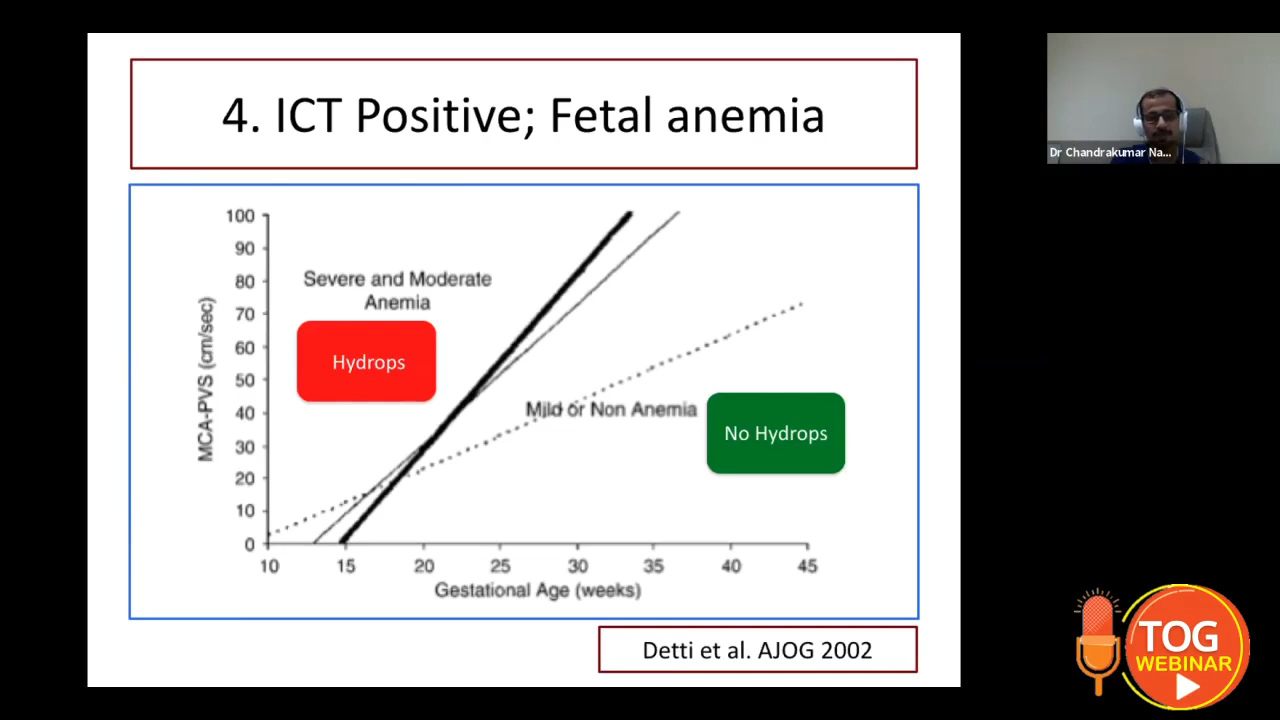 4. ICT Positive; Fetal anemia
Dr Chandrakumar Na...
100
90
80
70
60
50
40
30
20
10
0
MCA-PVS (cm/sec)
Severe and Moderate
Anemia
Hydrops
Mild or Non Anemia
No Hydrops
10 15 20 25 30 35 40 45
Gestational Age (weeks)
Detti et al. AJOG 2002
TOG
WEBINAR